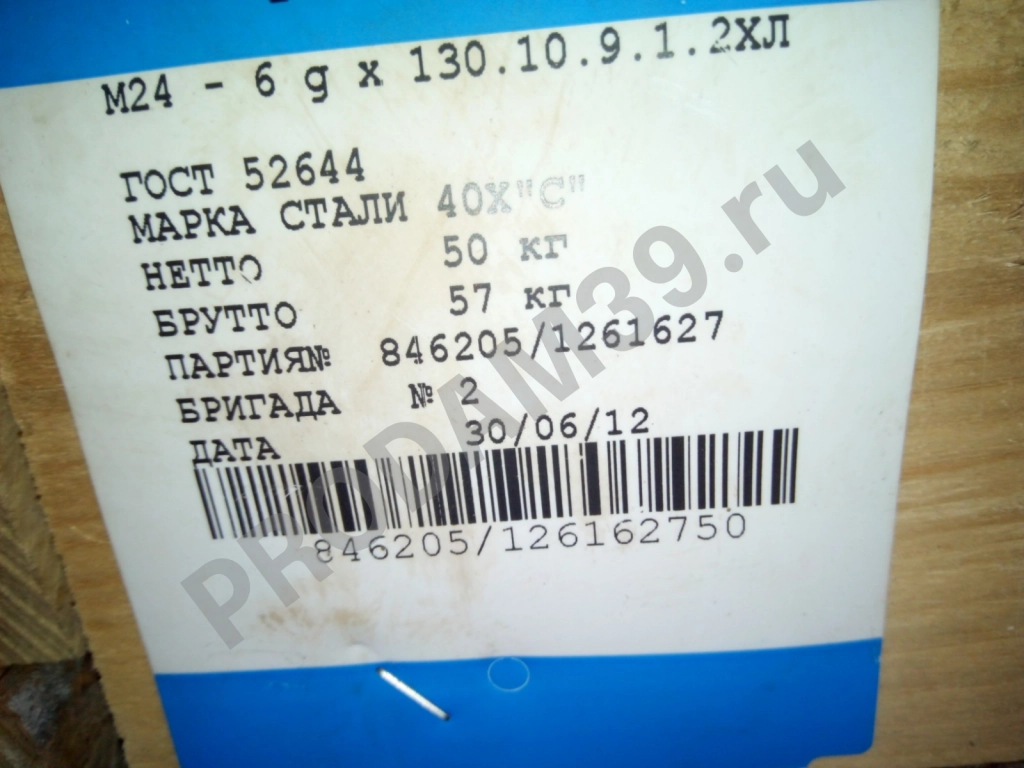 М24 - 6 g x 130.10.9.1.2ХЛ
ГОСТ 52644
МАРКА СТАЛИ 40Х"С"
НЕТТО 50 кг
БРУТТО 57 кг
ПАРТИЯ№ 846205/1261627
БРИГАДА № 2
ДАТА 30/06/12
846205/126162750
PRODAM39.ru